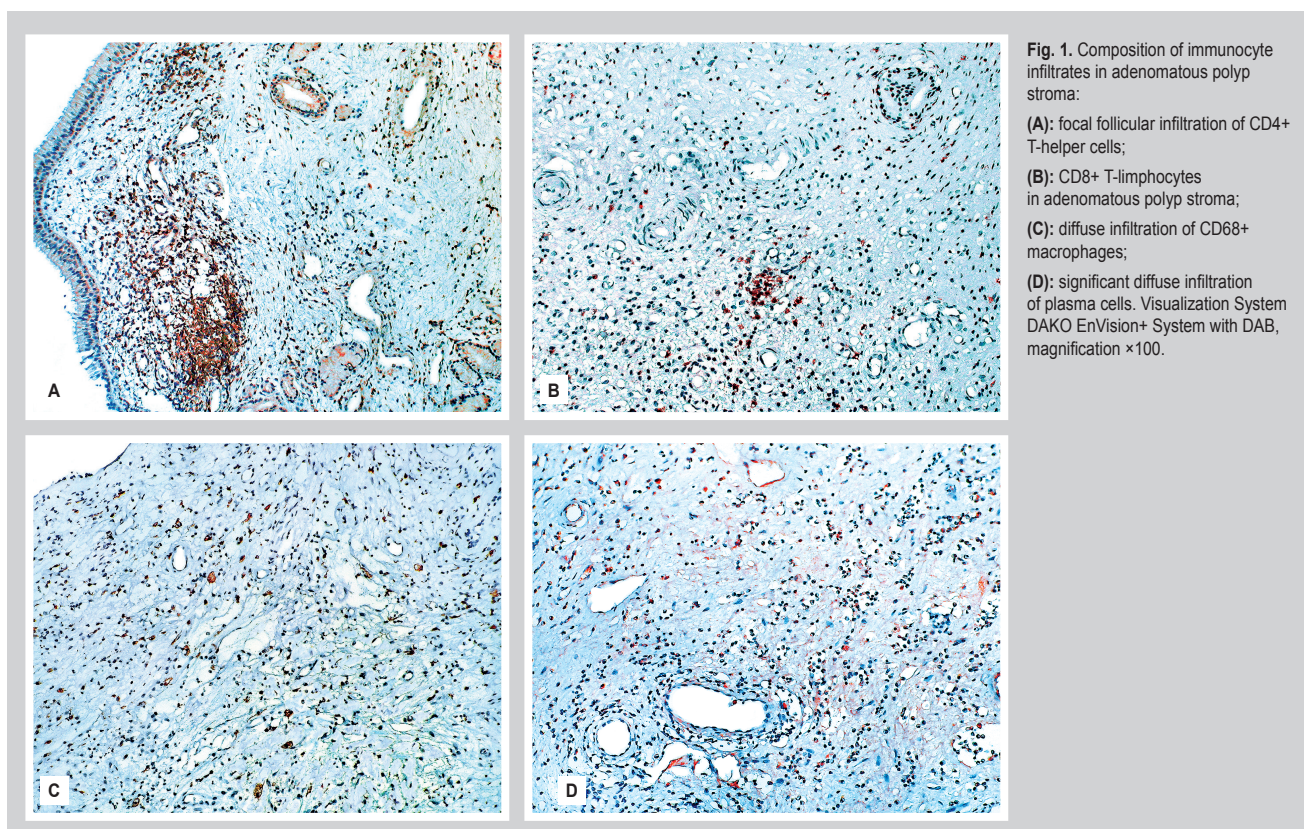 Fig. 1. Composition of immunocyte
infiltrates in adenomatous polyp
stroma:
(A): focal follicular infiltration of CD4+
T-helper cells;
(B): CD8+ T-limphocytes
in adenomatous polyp stroma;
(C): diffuse infiltration of CD68+
macrophages;
(D): significant diffuse infiltration
of plasma cells. Visualization System
DAKO EnVision+ System with DAB,
magnification ×100.
A
B
C
D